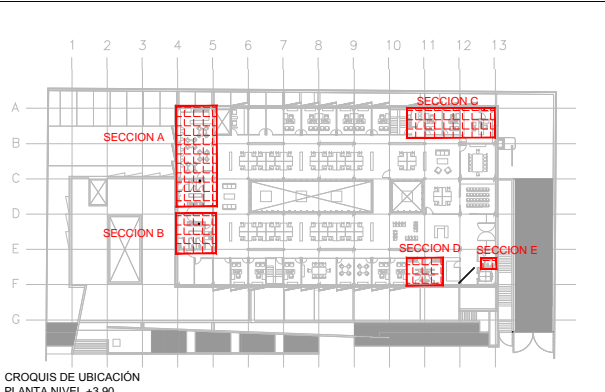 1 2 3 4 5 6 7 8 9 10 11 12 13
A
SECCION C
SECCION A
B
C
D
SECCION B
E
SECCION D
SECCION E
F
G
CROQUIS DE UBICACIÓN
PLANTA NIVEL +3.90